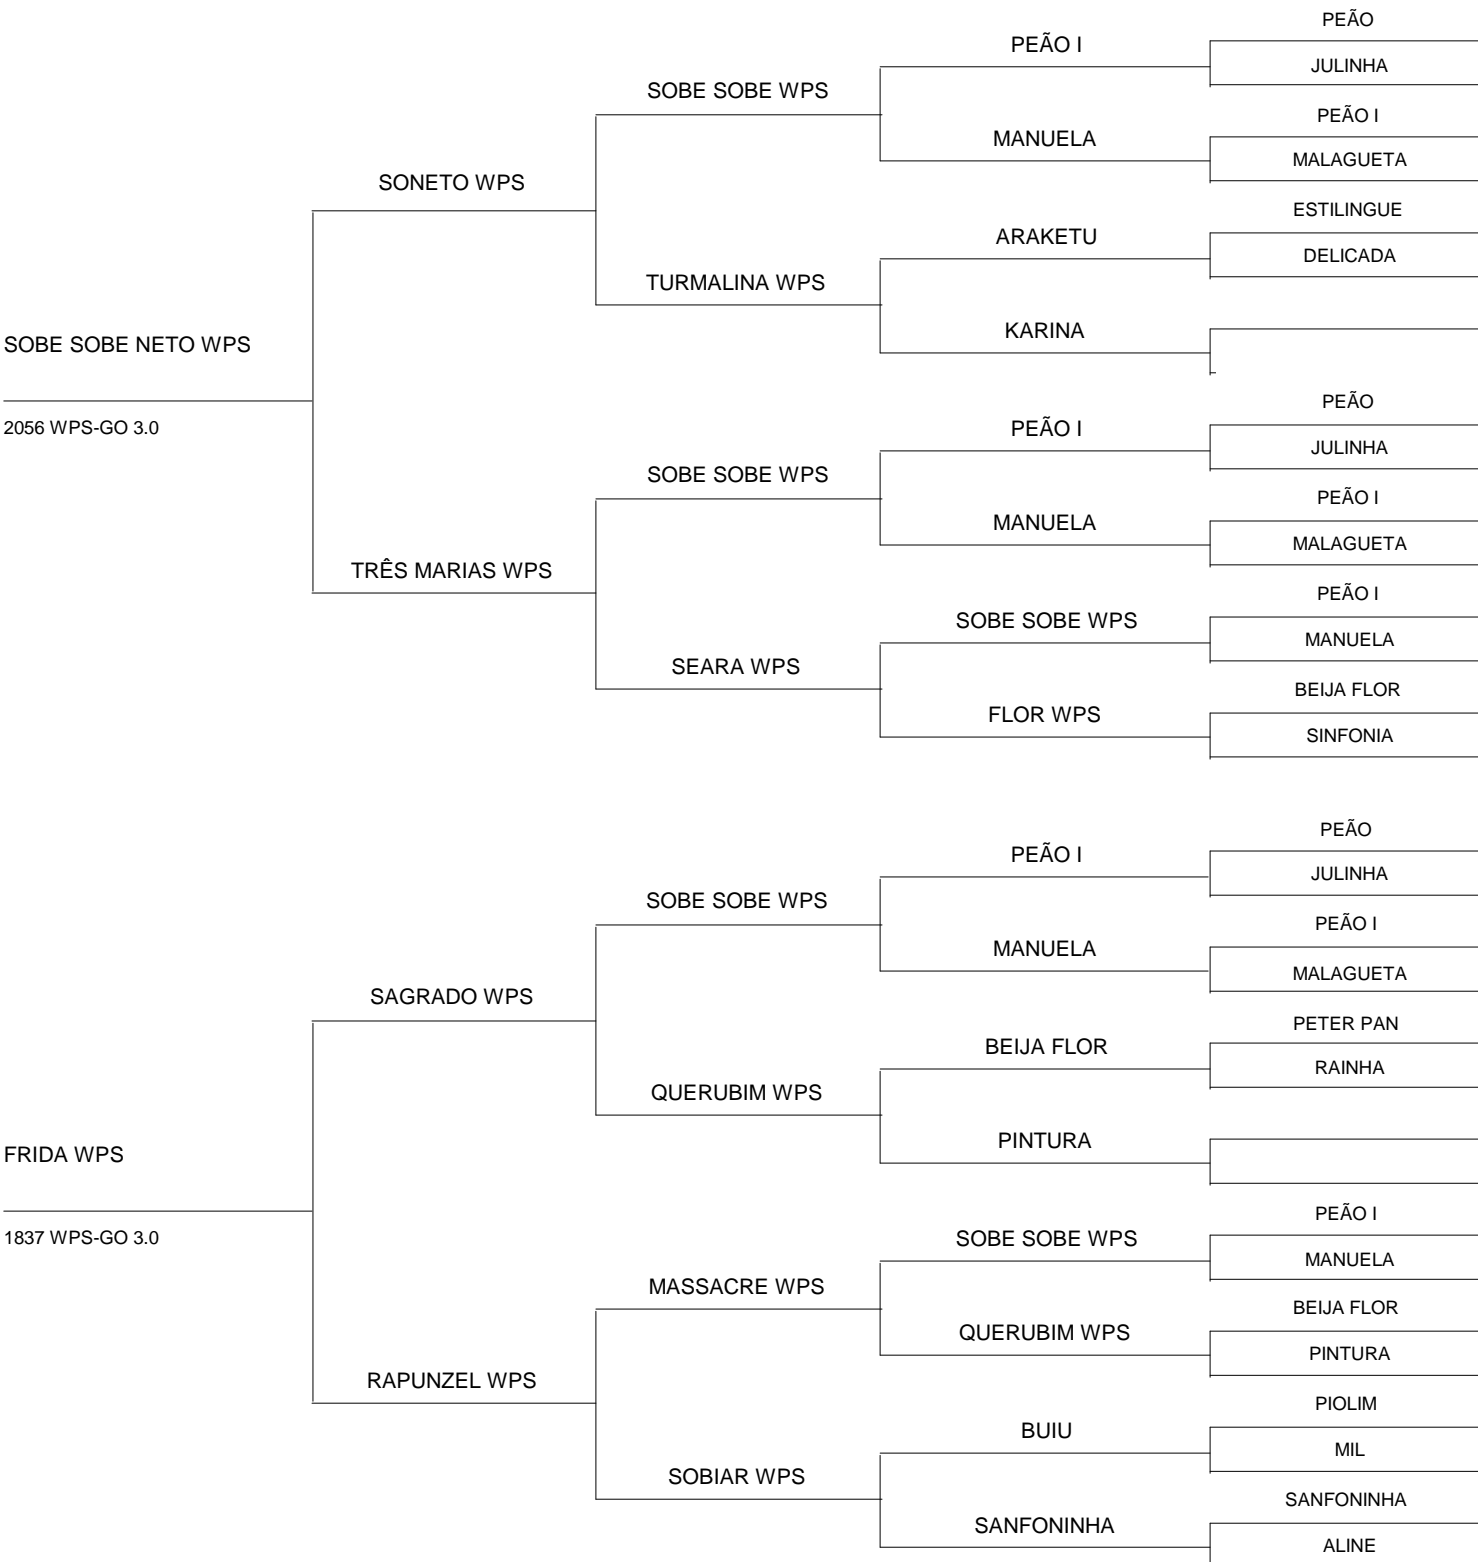 PEÃO
PEÃO I
JULINHA
SOBE SOBE WPS
PEÃO I
MANUELA
MALAGUETA
SONETO WPS
ESTILINGUE
ARAKETU
DELICADA
TURMALINA WPS
KARINA
SOBE SOBE NETO WPS
PEÃO
2056 WPS-GO 3.0
PEÃO I
JULINHA
SOBE SOBE WPS
PEÃO I
MANUELA
MALAGUETA
TRÊS MARIAS WPS
PEÃO I
SOBE SOBE WPS
MANUELA
SEARA WPS
BEIJA FLOR
FLOR WPS
SINFONIA
PEÃO
PEÃO I
JULINHA
SOBE SOBE WPS
PEÃO I
MANUELA
MALAGUETA
SAGRADO WPS
PETER PAN
BEIJA FLOR
RAINHA
QUERUBIM WPS
PINTURA
FRIDA WPS
PEÃO I
1837 WPS-GO 3.0
SOBE SOBE WPS
MANUELA
MASSACRE WPS
BEIJA FLOR
QUERUBIM WPS
PINTURA
RAPUNZEL WPS
PIOLIM
BUIU
MIL
SOBIAR WPS
SANFONINHA
SANFONINHA
ALINE